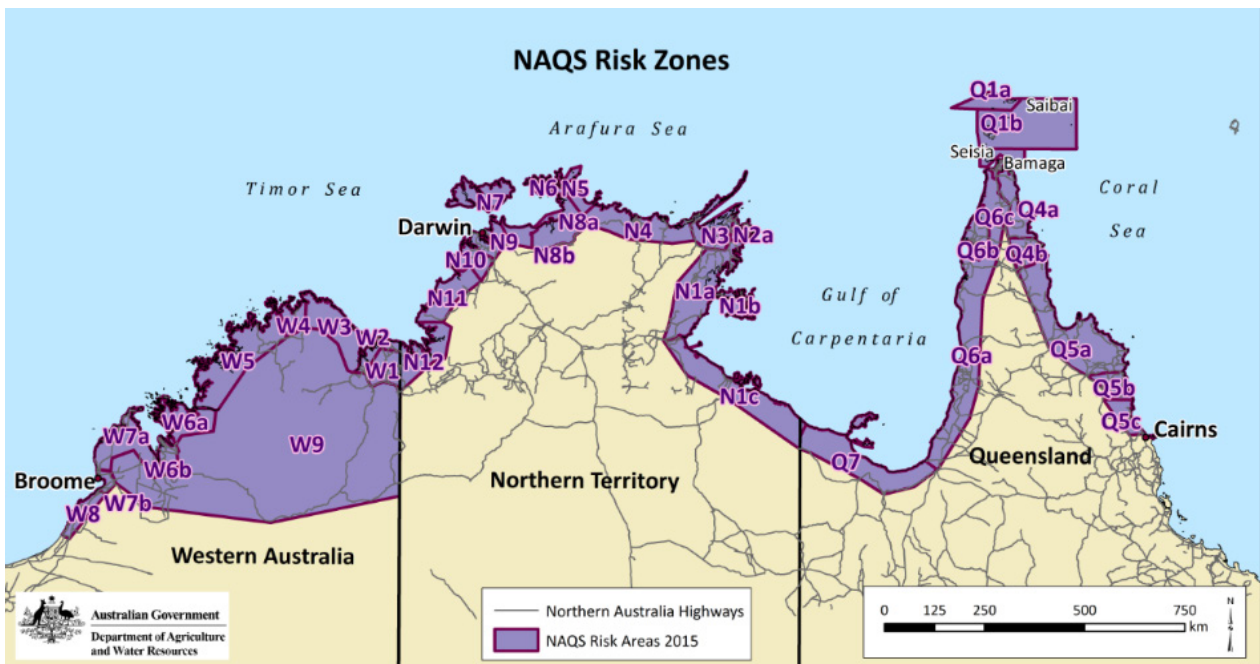 NAQS Risk Zones
Q1a
Saibai
Arafura Sea
Q1b
Seisia
Bamaga
Timor Sea
N6
N5
N7
Coral
Sea
Darwin
N8a
N4
N3
N2a
Q6c
Q4a
N9
N8b
Q6b
Q4b
N10
N11
N1a
N1b
Gulf of
Carpentaria
W4
W3
W2
W5
W1
N12
Q6a
Q5a
N1c
Q5b
W6a
Q5c
W7a
W9
Cairns
W6b
Q7
Queensland
Broome
Northern Territory
W7b
W8
Western Australia
Australian Government
Department of Agriculture
and Water Resources
Northern Australia Highways
NAQS Risk Areas 2015
0 125 250 500 750
km
N